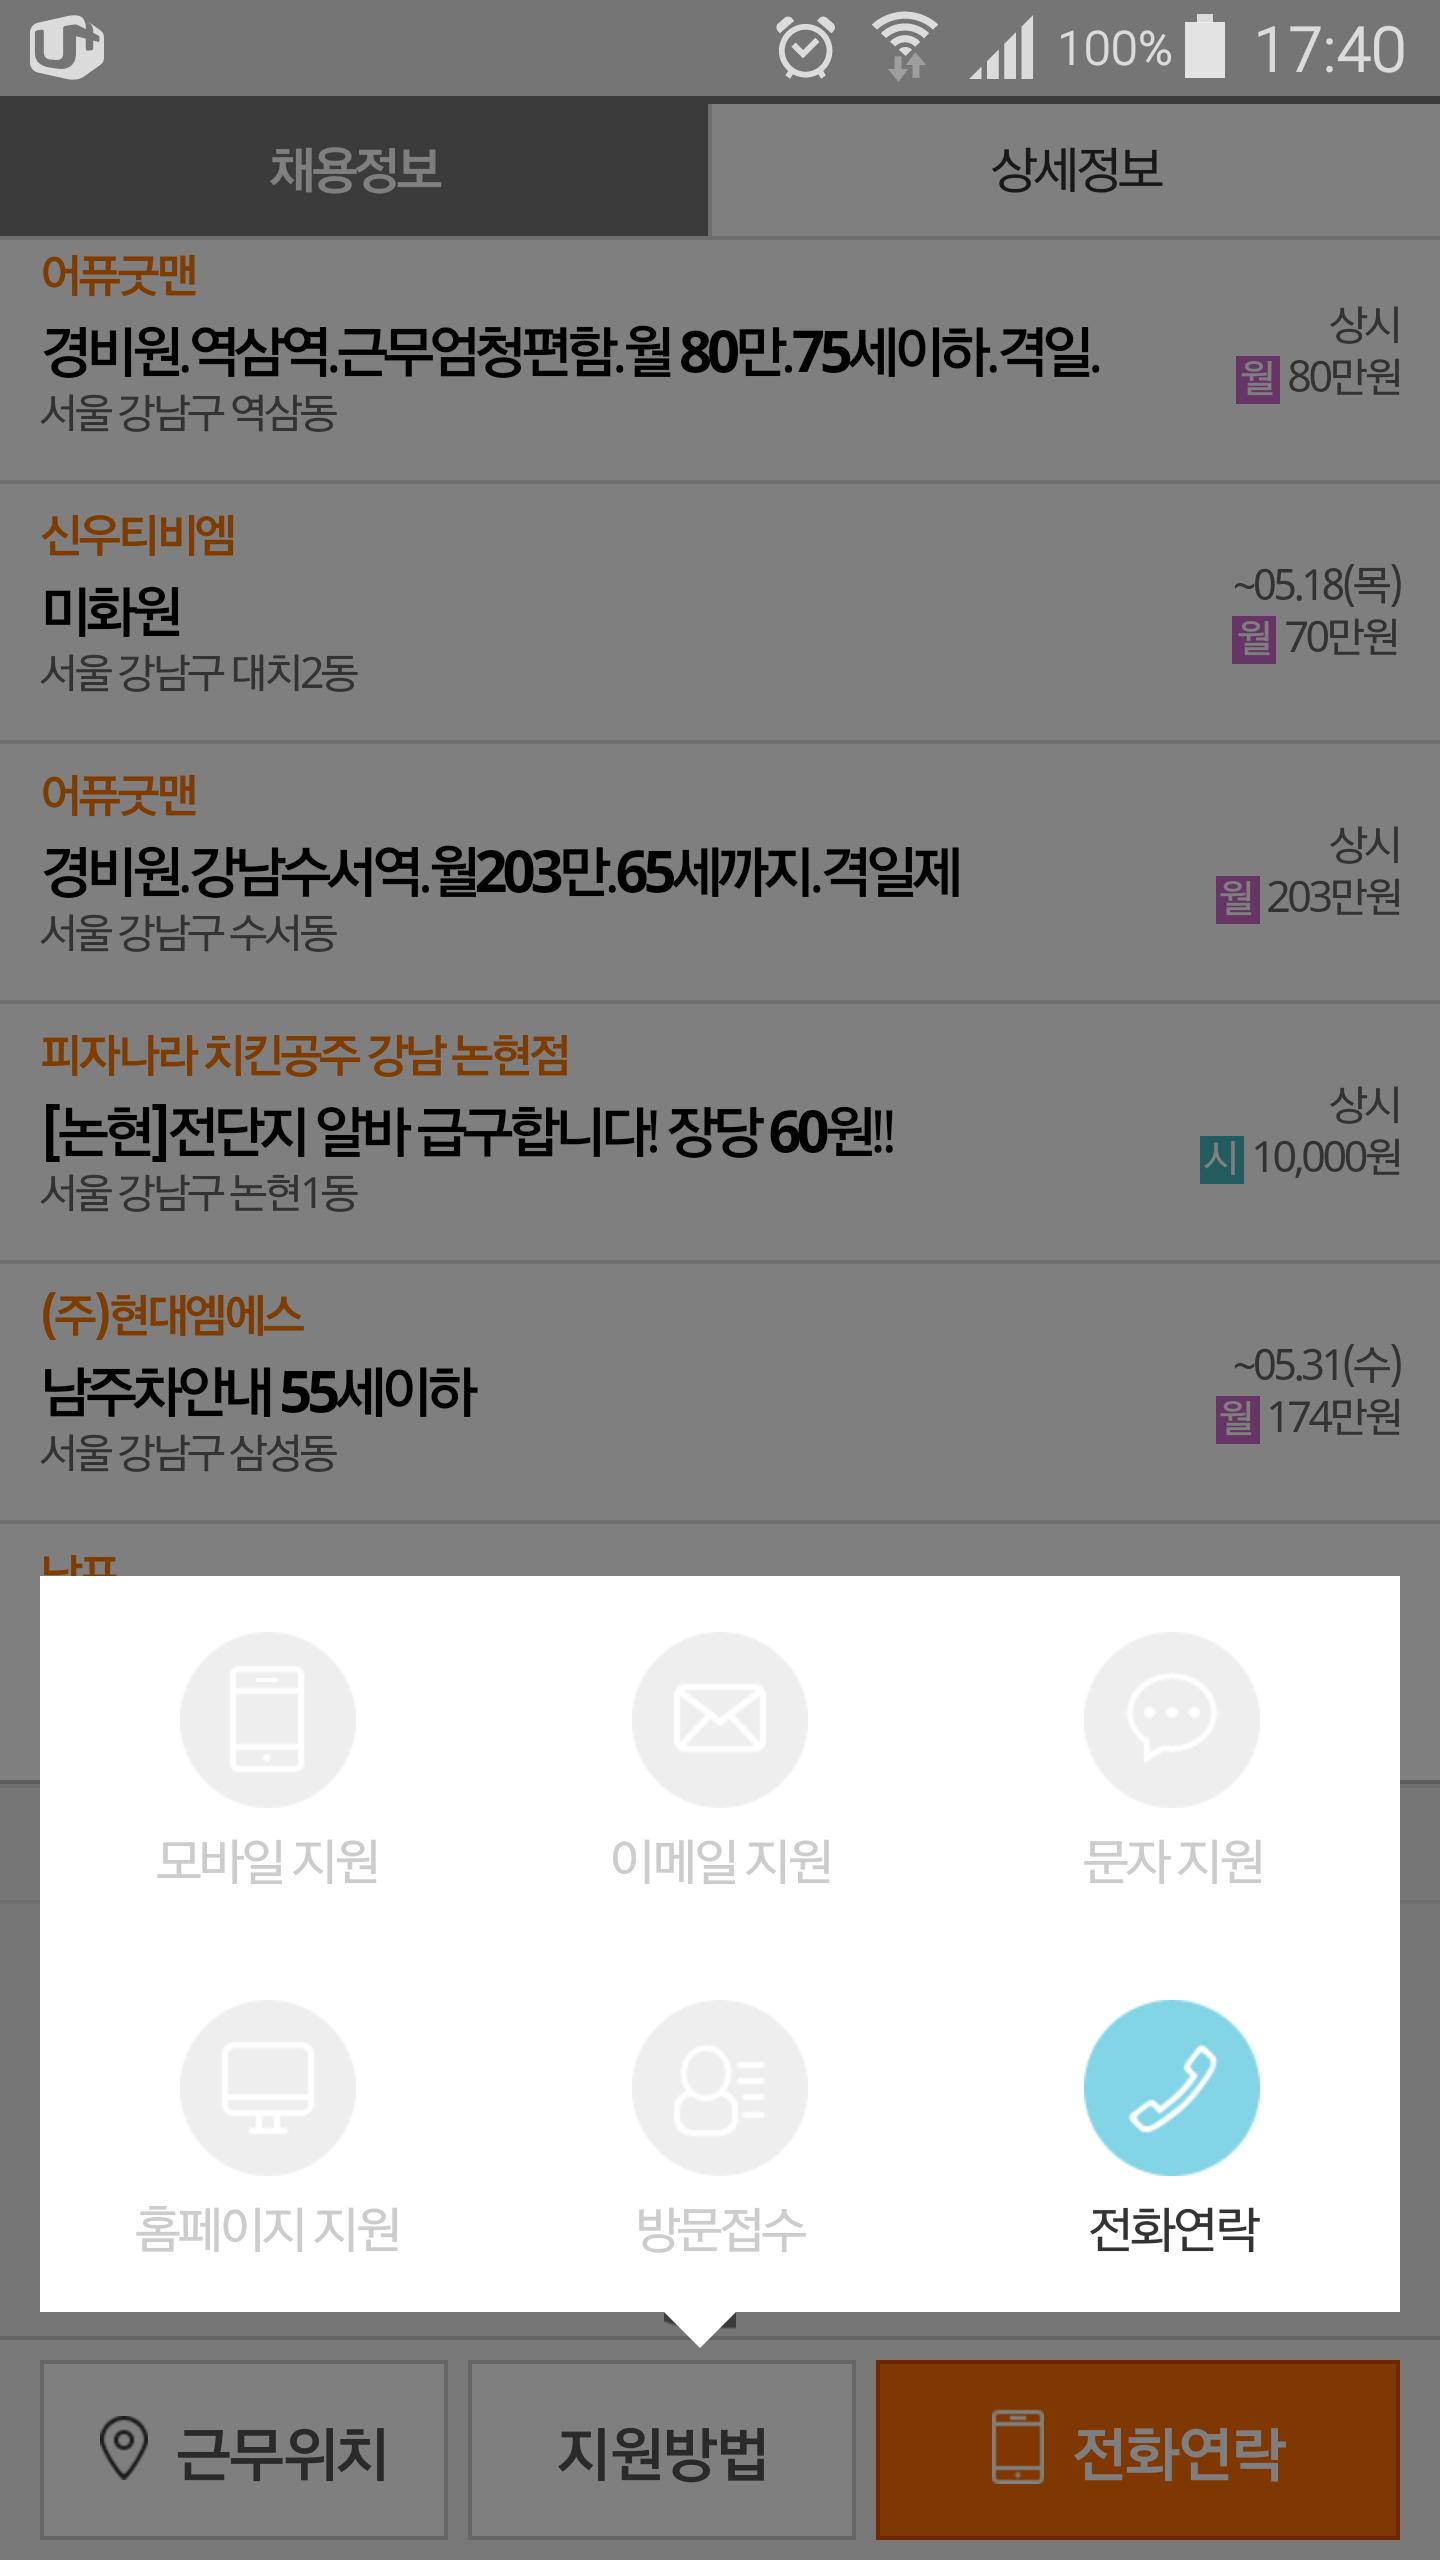 100% 17:40
채용정보 상세정보
어퓨굿맨
경비원.역삼역.근무엄청편함.월 80만.75세이하.격일.
서울 강남구 역삼동
상시
월 80만원
신우티비엠
미화원
서울 강남구 대치2동
~05.18(목)
월 70만원
어퓨굿맨
경비원.강남수서역.월203만.65세까지.격일제
서울 강남구 수서동
상시
월 203만원
피자나라 치킨공주 강남 논현점
[논현]전단지 알바 급구합니다! 장당 60원!!
서울 강남구 논현1동
상시
시 10,000원
(주)현대엠에스
남주차안내 55세이하
서울 강남구 삼성동
~05.31(수)
월 174만원
모바일 지원 이메일 지원 문자 지원
홈페이지 지원 방문접수 전화연락
근무위치 지원방법 전화연락